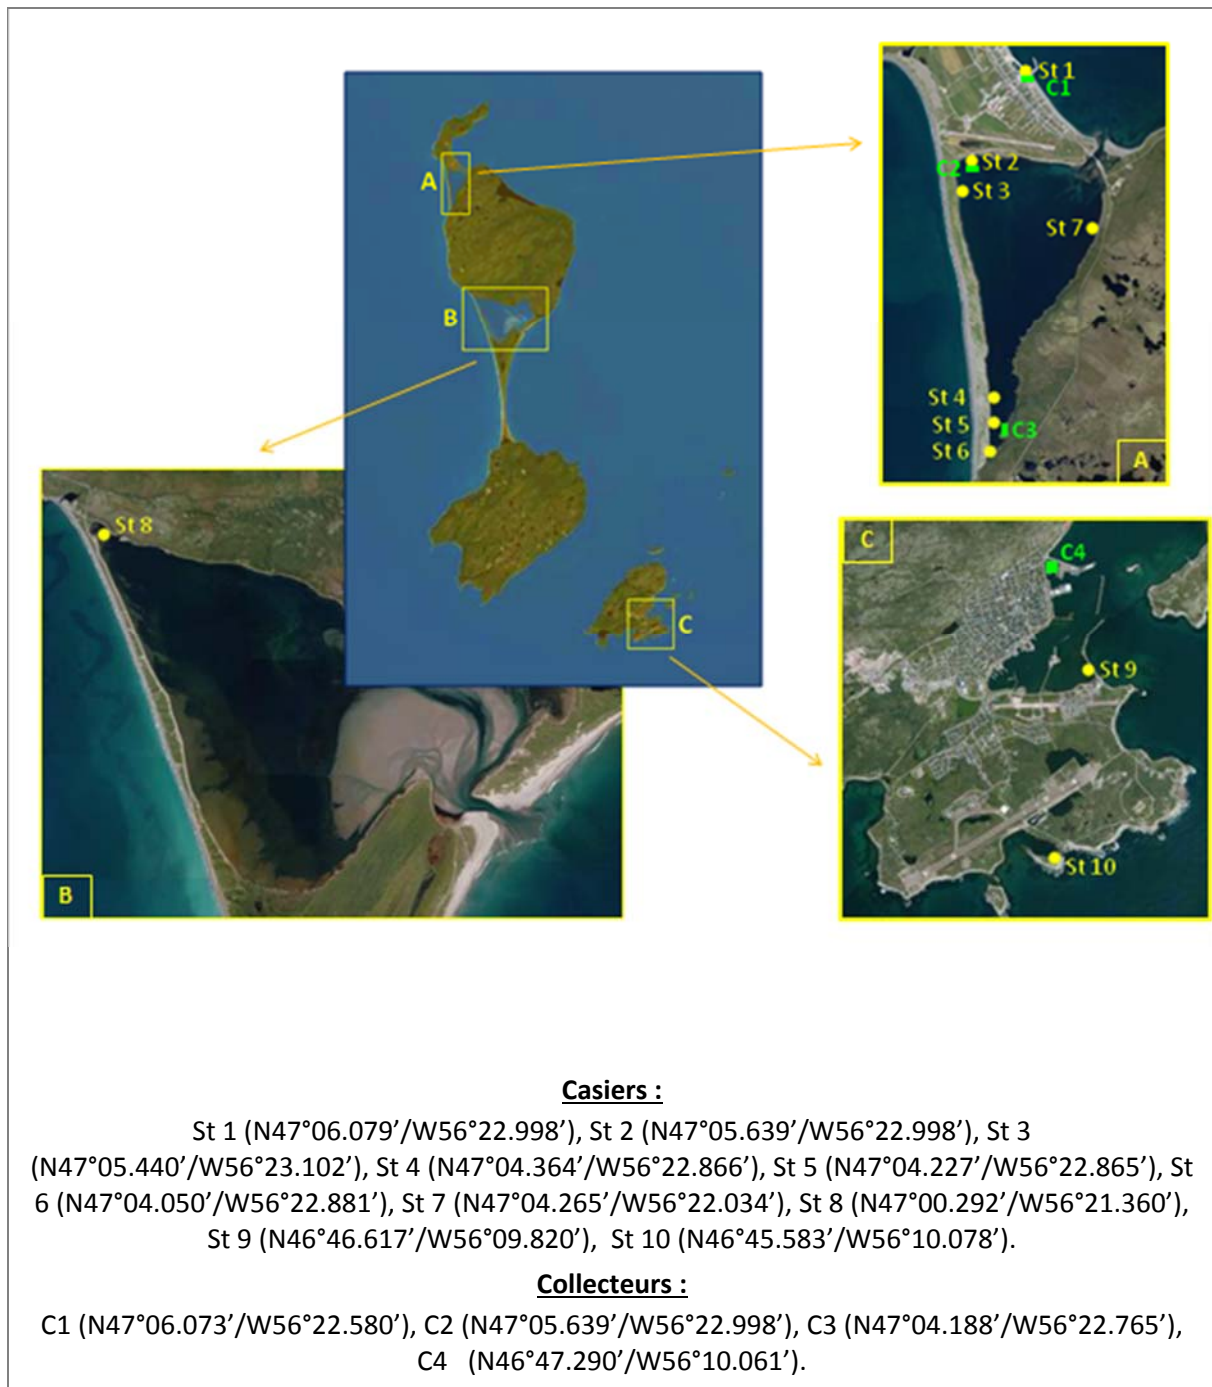 A
B
C
St 1
C1
C2
St 2
St 3
St 7
St 4
St 5
C3
St 6
A
St 8
B
C
C4
St 9
St 10
Casiers :
St 1 (N47°06.079’/W56°22.998’), St 2 (N47°05.639’/W56°22.998’), St 3
(N47°05.440’/W56°23.102’), St 4 (N47°04.364’/W56°22.866’), St 5 (N47°04.227’/W56°22.865’), St
6 (N47°04.050’/W56°22.881’), St 7 (N47°04.265’/W56°22.034’), St 8 (N47°00.292’/W56°21.360’),
St 9 (N46°46.617’/W56°09.820’), St 10 (N46°45.583’/W56°10.078’).
Collecteurs :
C1 (N47°06.073’/W56°22.580’), C2 (N47°05.639’/W56°22.998’), C3 (N47°04.188’/W56°22.765’),
C4 (N46°47.290’/W56°10.061’).